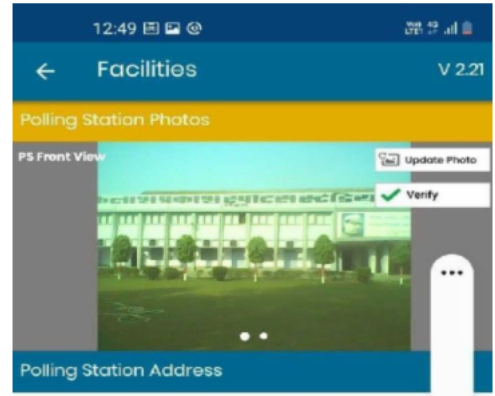 12:49
Facilities
V 2.21
Polling Station Photos
PS Front View
Update Photo
Verify
Polling Station Address